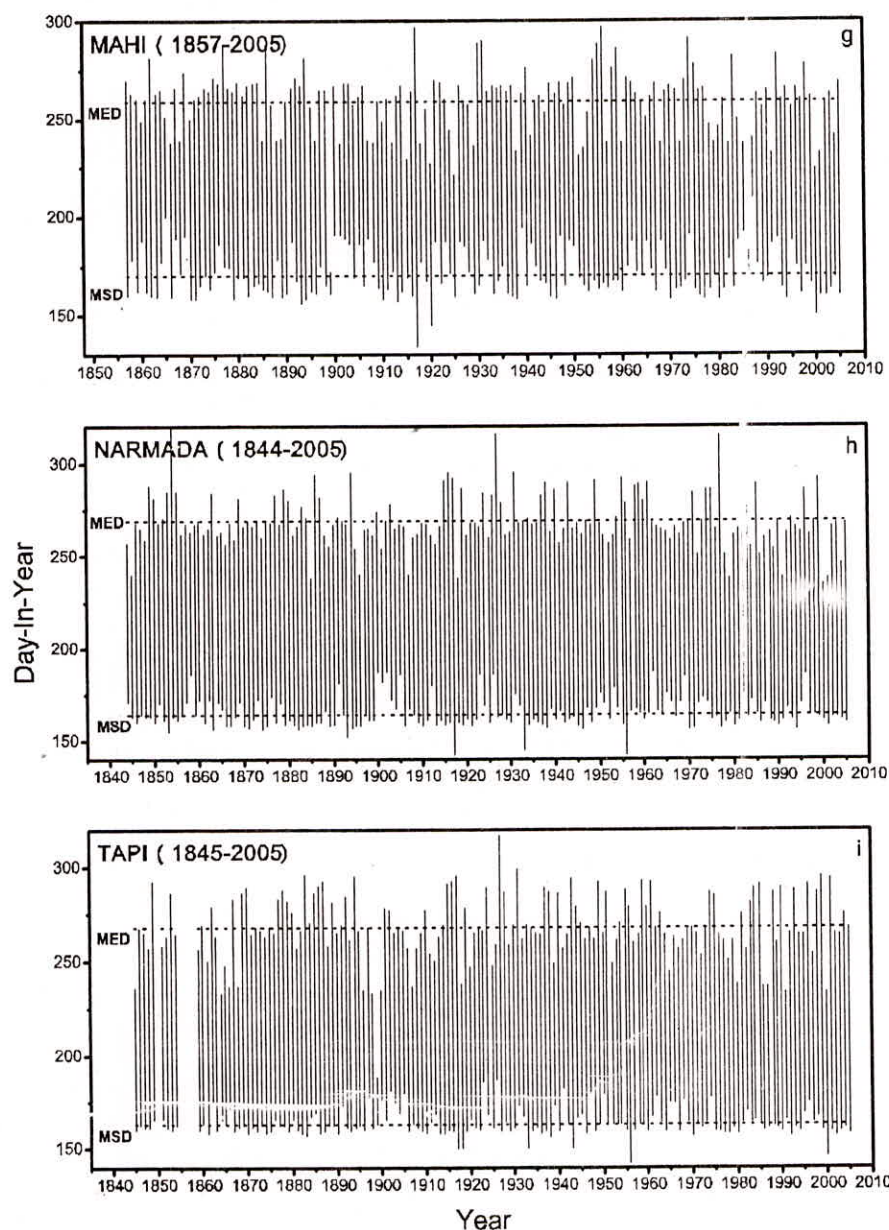 MAHI ( 1857-2005)
g
300
250
200
150
MED
MSD
1850 1860 1870 1880 1890 1900 1910 1920 1930 1940 1950 1960 1970 1980 1990 2000 2010
NARMADA ( 1844-2005)
h
300
250
200
150
MED
MSD
1840 1850 1860 1870 1880 1890 1900 1910 1920 1930 1940 1950 1960 1970 1980 1990 2000 2010
Day-In-Year
TAPI ( 1845-2005)
i
300
250
200
150
MED
MSD
1840 1850 1860 1870 1880 1890 1900 1910 1920 1930 1940 1950 1960 1970 1980 1990 2000 2010
Year